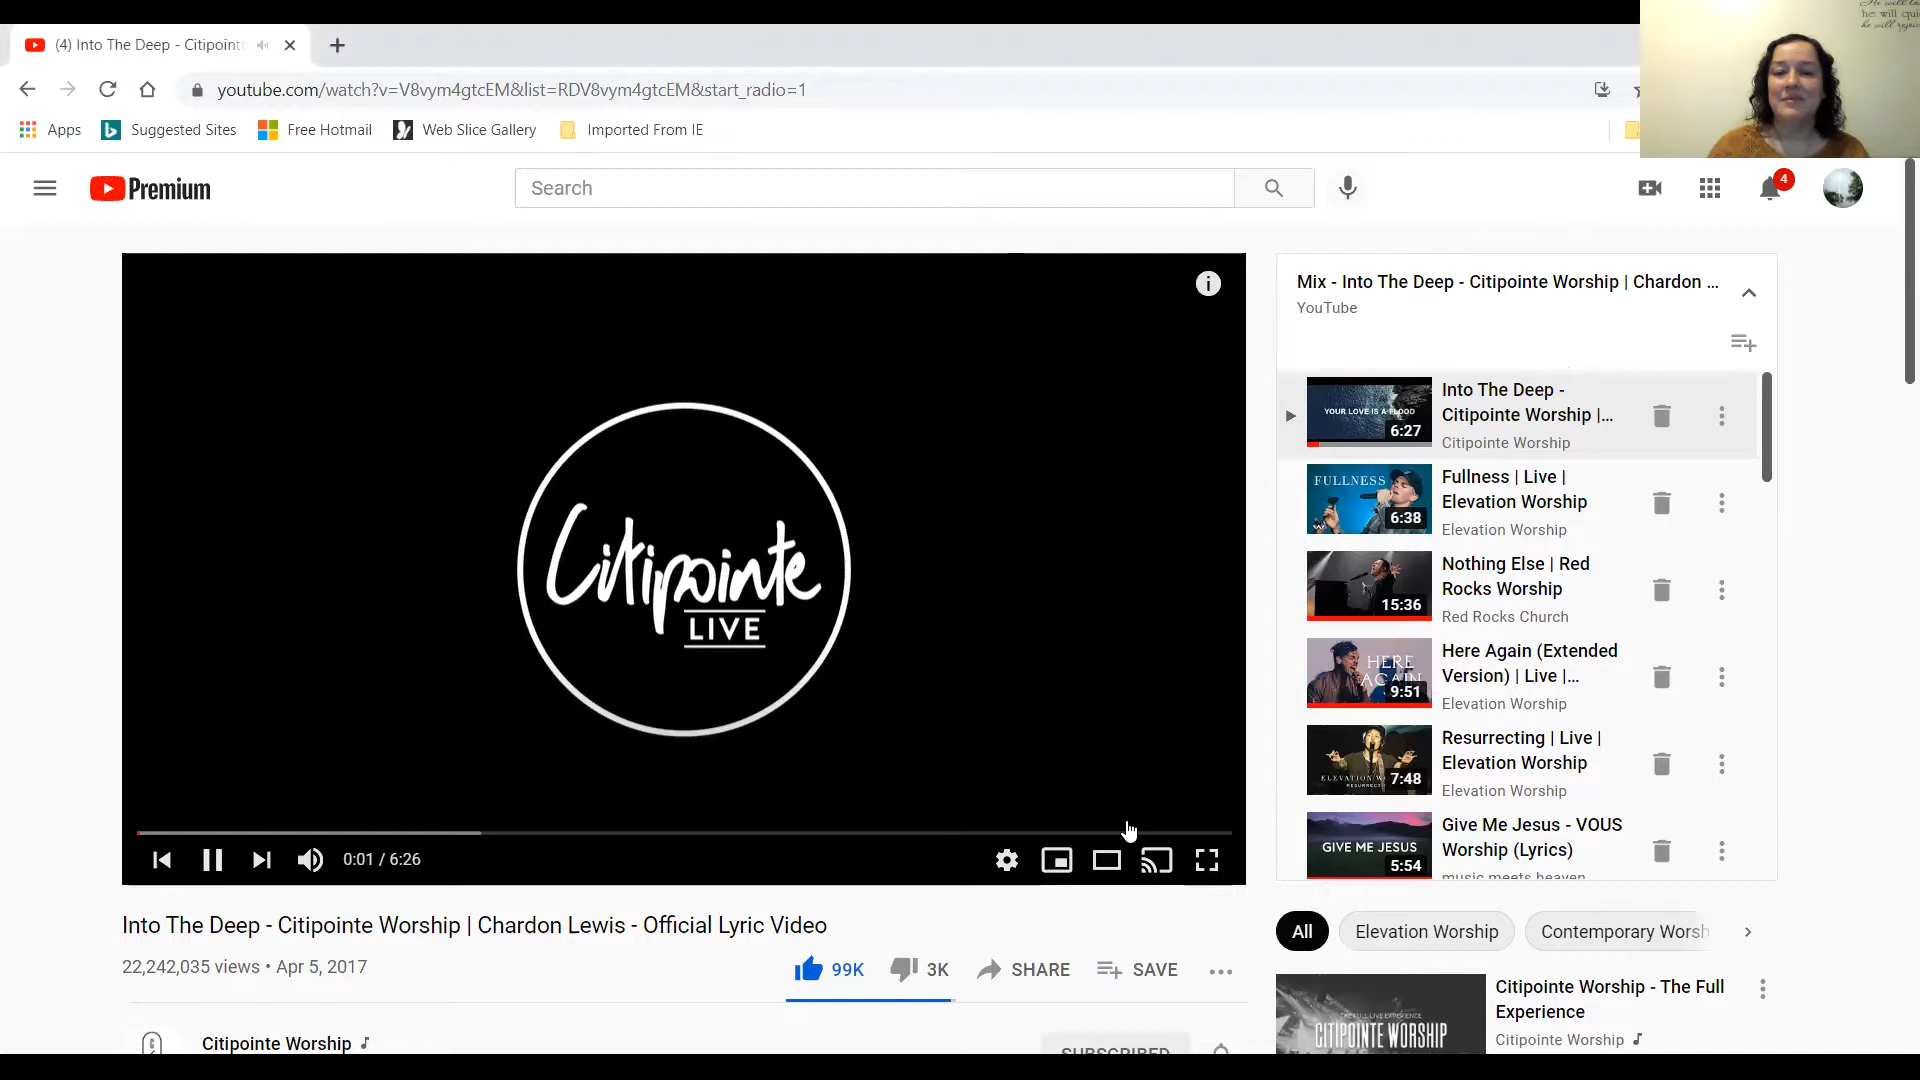 (4) Into The Deep - Citipoint
youtube.com/watch?v=V8vym4gtcEM&list=RDV8vym4gtcEM&start_radio=1
Apps
Suggested Sites
Free Hotmail
Web Slice Gallery
Imported From IE
he will
Premium
Search
4
Citipointe
LIVE
0:01 / 6:26
Into The Deep - Citipointe Worship | Chardon Lewis - Official Lyric Video
22,242,035 views • Apr 5, 2017
99K
3K
SHARE
SAVE
Citipointe Worship
SUBSCRIBED
Mix - Into The Deep - Citipointe Worship | Chardon ...
YouTube
YOUR LOVE IS A FLOOD
6:27
Into The Deep -
Citipointe Worship |...
Citipointe Worship
FULLNESS
6:38
Fullness | Live |
Elevation Worship
Elevation Worship
15:36
Nothing Else | Red
Rocks Worship
Red Rocks Church
HERE
AGAIN
9:51
Here Again (Extended
Version) | Live |...
Elevation Worship
7:48
Resurrecting | Live |
Elevation Worship
Elevation Worship
GIVE ME JESUS
5:54
Give Me Jesus - VOUS
Worship (Lyrics)
music meets heaven
All
Elevation Worship
Contemporary Worsh
CITIPOINTE WORSHIP
Citipointe Worship - The Full
Experience
Citipointe Worship